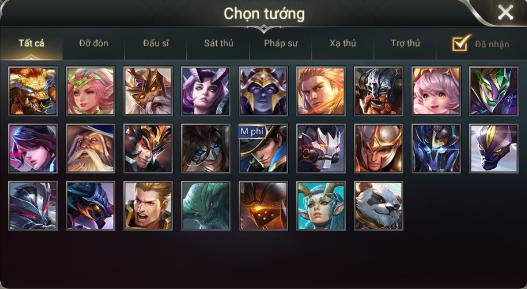 Chọn tướng
Tất cả Đỡ đòn Đấu sĩ Sát thủ Pháp sư Xạ thủ Trợ thủ Đã nhận
M phí